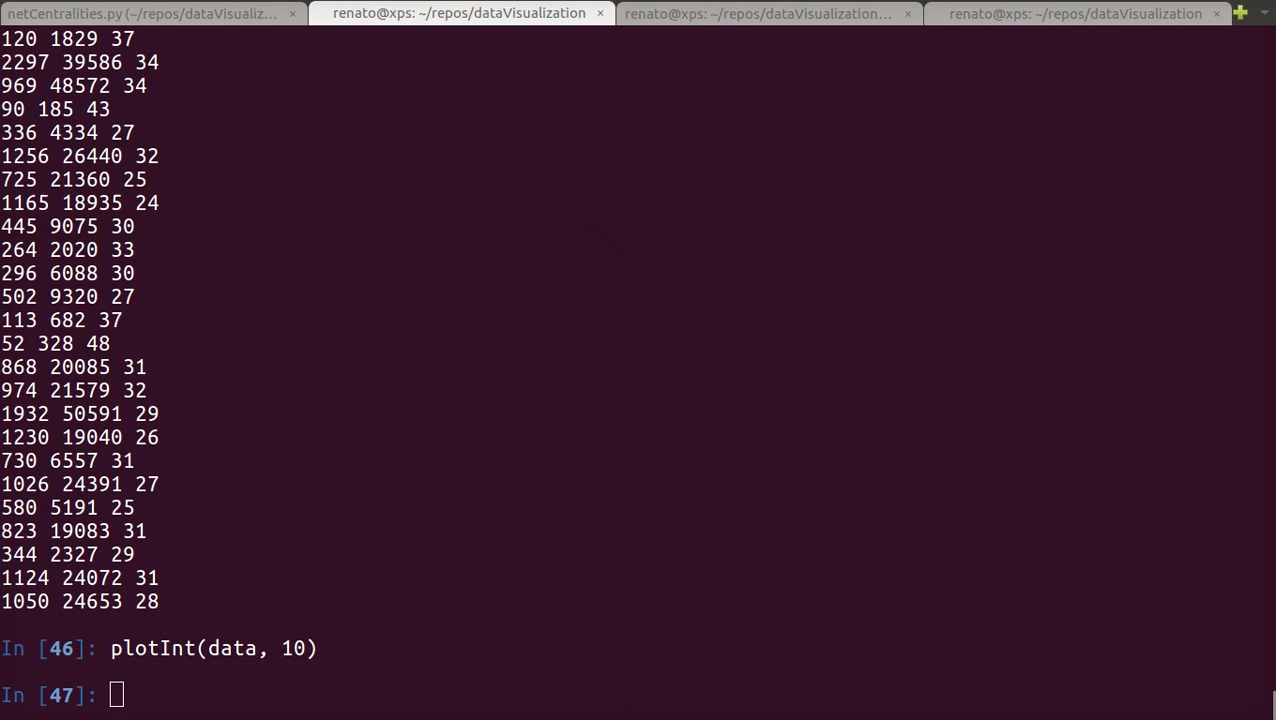 netCentralities.py (~/repos/dataVisualiz... × renato@xps: ~/repos/dataVisualization × renato@xps: ~/repos/dataVisualization... × renato@xps: ~/repos/dataVisualization ×
120 1829 37
2297 39586 34
969 48572 34
90 185 43
336 4334 27
1256 26440 32
725 21360 25
1165 18935 24
445 9075 30
264 2020 33
296 6088 30
502 9320 27
113 682 37
52 328 48
868 20085 31
974 21579 32
1932 50591 29
1230 19040 26
730 6557 31
1026 24391 27
580 5191 25
823 19083 31
344 2327 29
1124 24072 31
1050 24653 28
In [46]: plotInt(data, 10)
In [47]: